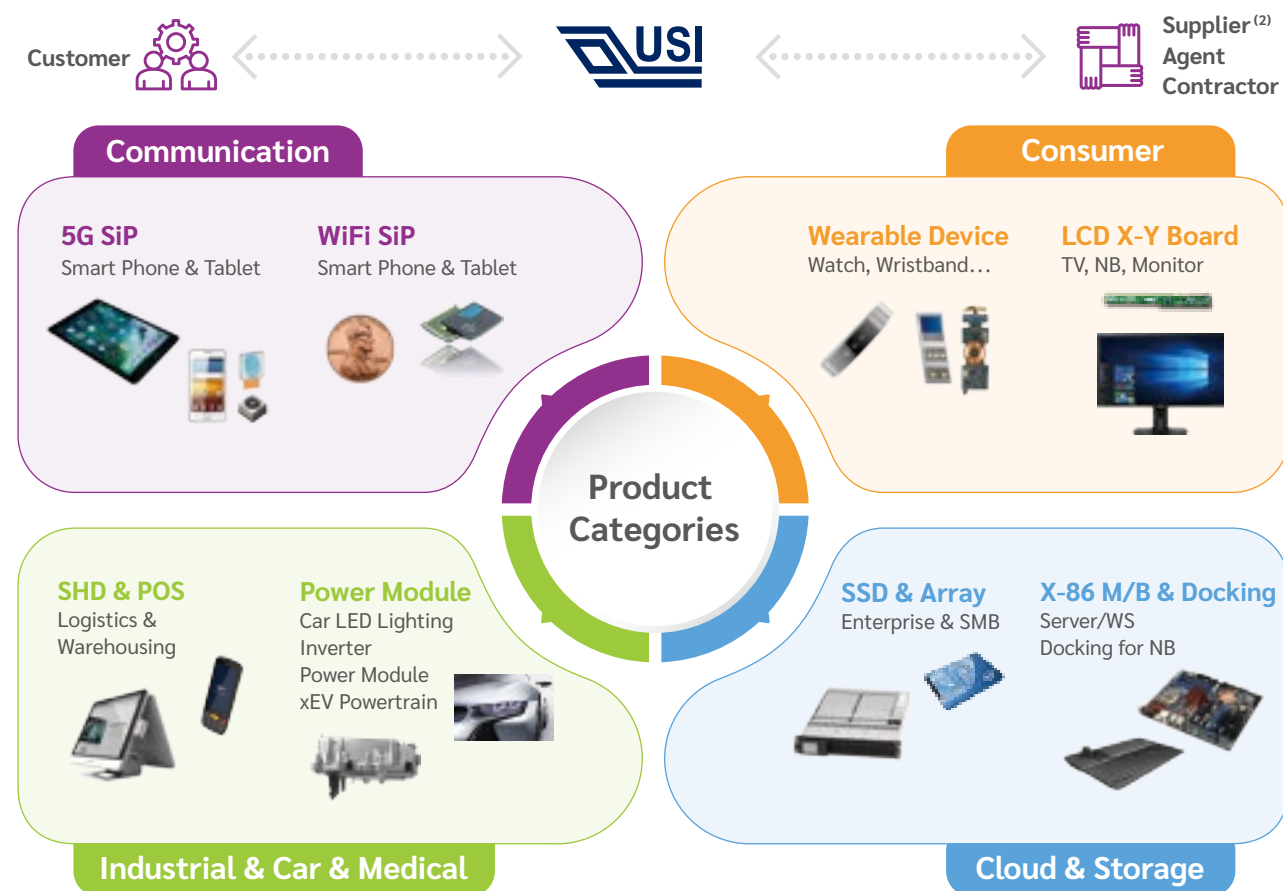 Customer
USI
Supplier (2)
Agent
Contractor
Communication
5G SiP
Smart Phone & Tablet
WiFi SiP
Smart Phone & Tablet
Consumer
Wearable Device
Watch, Wristband...
LCD X-Y Board
TV, NB, Monitor
Product
Categories
SHD & POS
Logistics &
Warehousing
Power Module
Car LED Lighting
Inverter
Power Module
xEV Powertrain
Industrial & Car & Medical
SSD & Array
Enterprise & SMB
X-86 M/B & Docking
Server/WS
Docking for NB
Cloud & Storage